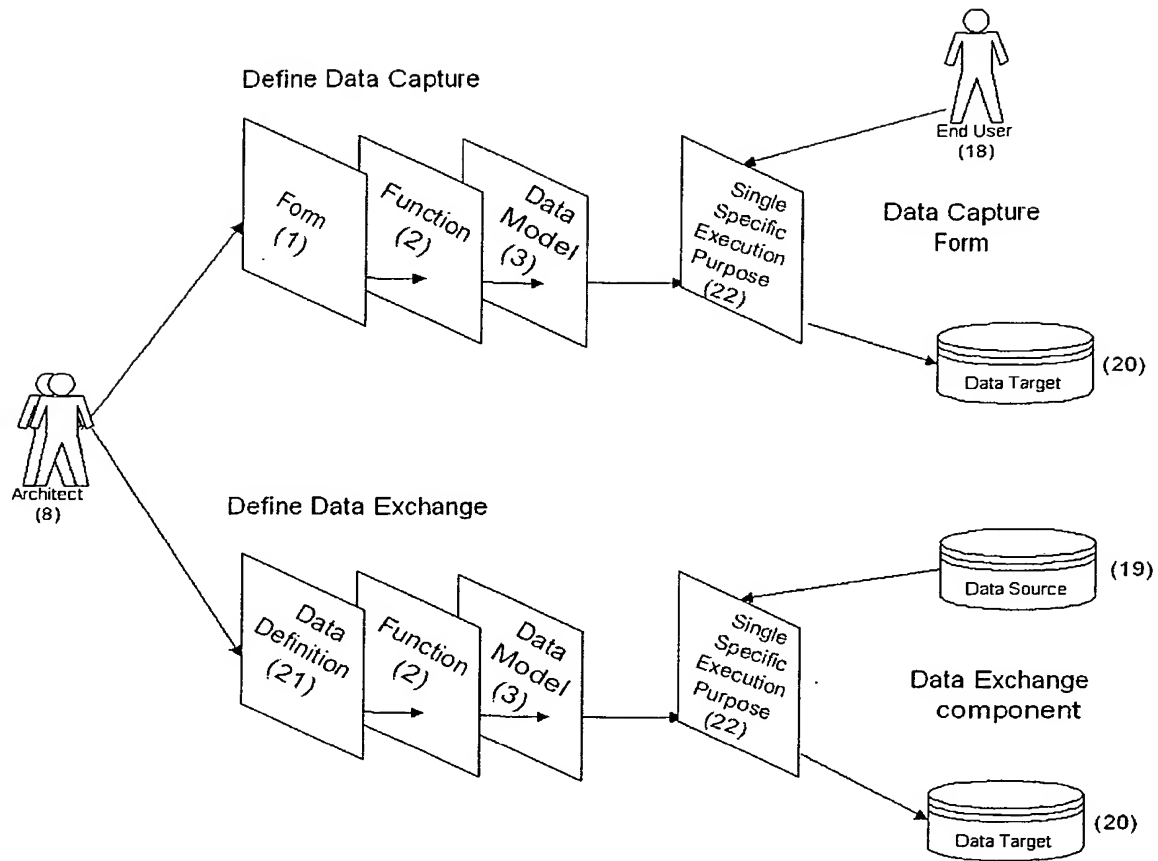 Define Data Capture
End User
(18)
Form
(1)
Function
(2)
Data
Model
(3)
Single
Specific
Execution
Purpose
(22)
Data Capture
Form
Data Target
(20)
Architect
(8)
Define Data Exchange
Data
Definition
(21)
Function
(2)
Data
Model
(3)
Single
Specific
Execution
Purpose
(22)
Data Source
(19)
Data Exchange
component
Data Target
(20)